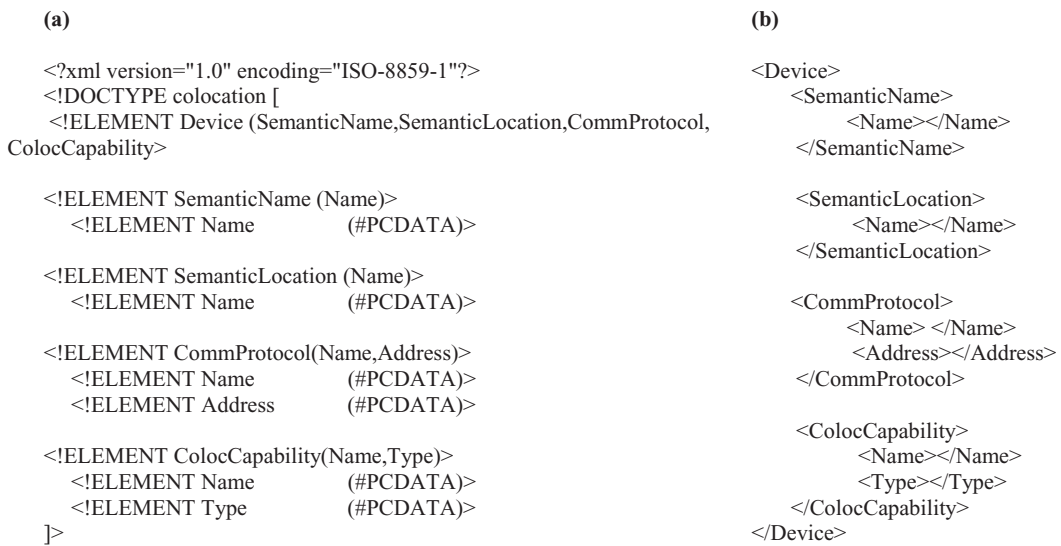 (a)
<?xml version="1.0" encoding="ISO-8859-1"?>
<!DOCTYPE colocation [
<!ELEMENT Device (SemanticName,SemanticLocation,CommProtocol,
ColocCapability>
<!ELEMENT SemanticName (Name)>
<!ELEMENT Name (#PCDATA)>
<!ELEMENT SemanticLocation (Name)>
<!ELEMENT Name (#PCDATA)>
<!ELEMENT CommProtocol(Name,Address)>
<!ELEMENT Name (#PCDATA)>
<!ELEMENT Address (#PCDATA)>
<!ELEMENT ColocCapability(Name,Type)>
<!ELEMENT Name (#PCDATA)>
<!ELEMENT Type (#PCDATA)>
]>
(b)
<Device>
<SemanticName>
<Name></Name>
</SemanticName>
<SemanticLocation>
<Name></Name>
</SemanticLocation>
<CommProtocol>
<Name> </Name>
<Address></Address>
</CommProtocol>
<ColocCapability>
<Name></Name>
<Type></Type>
</ColocCapability>
</Device>